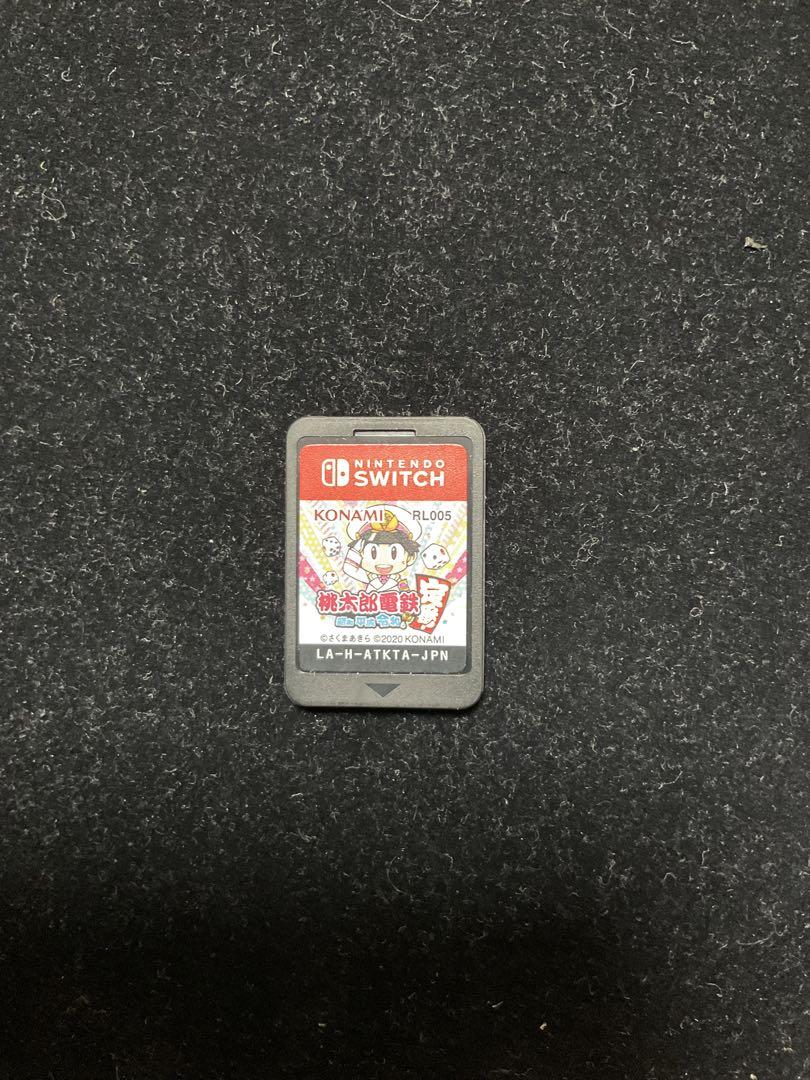 NINTENDO
SWITCH
KONAMI RL005
桃太郎電鉄
昭和 平成 令和も
定番!
©さくまあきら ©2020 KONAMI
LA-H-ATKTA-JPN